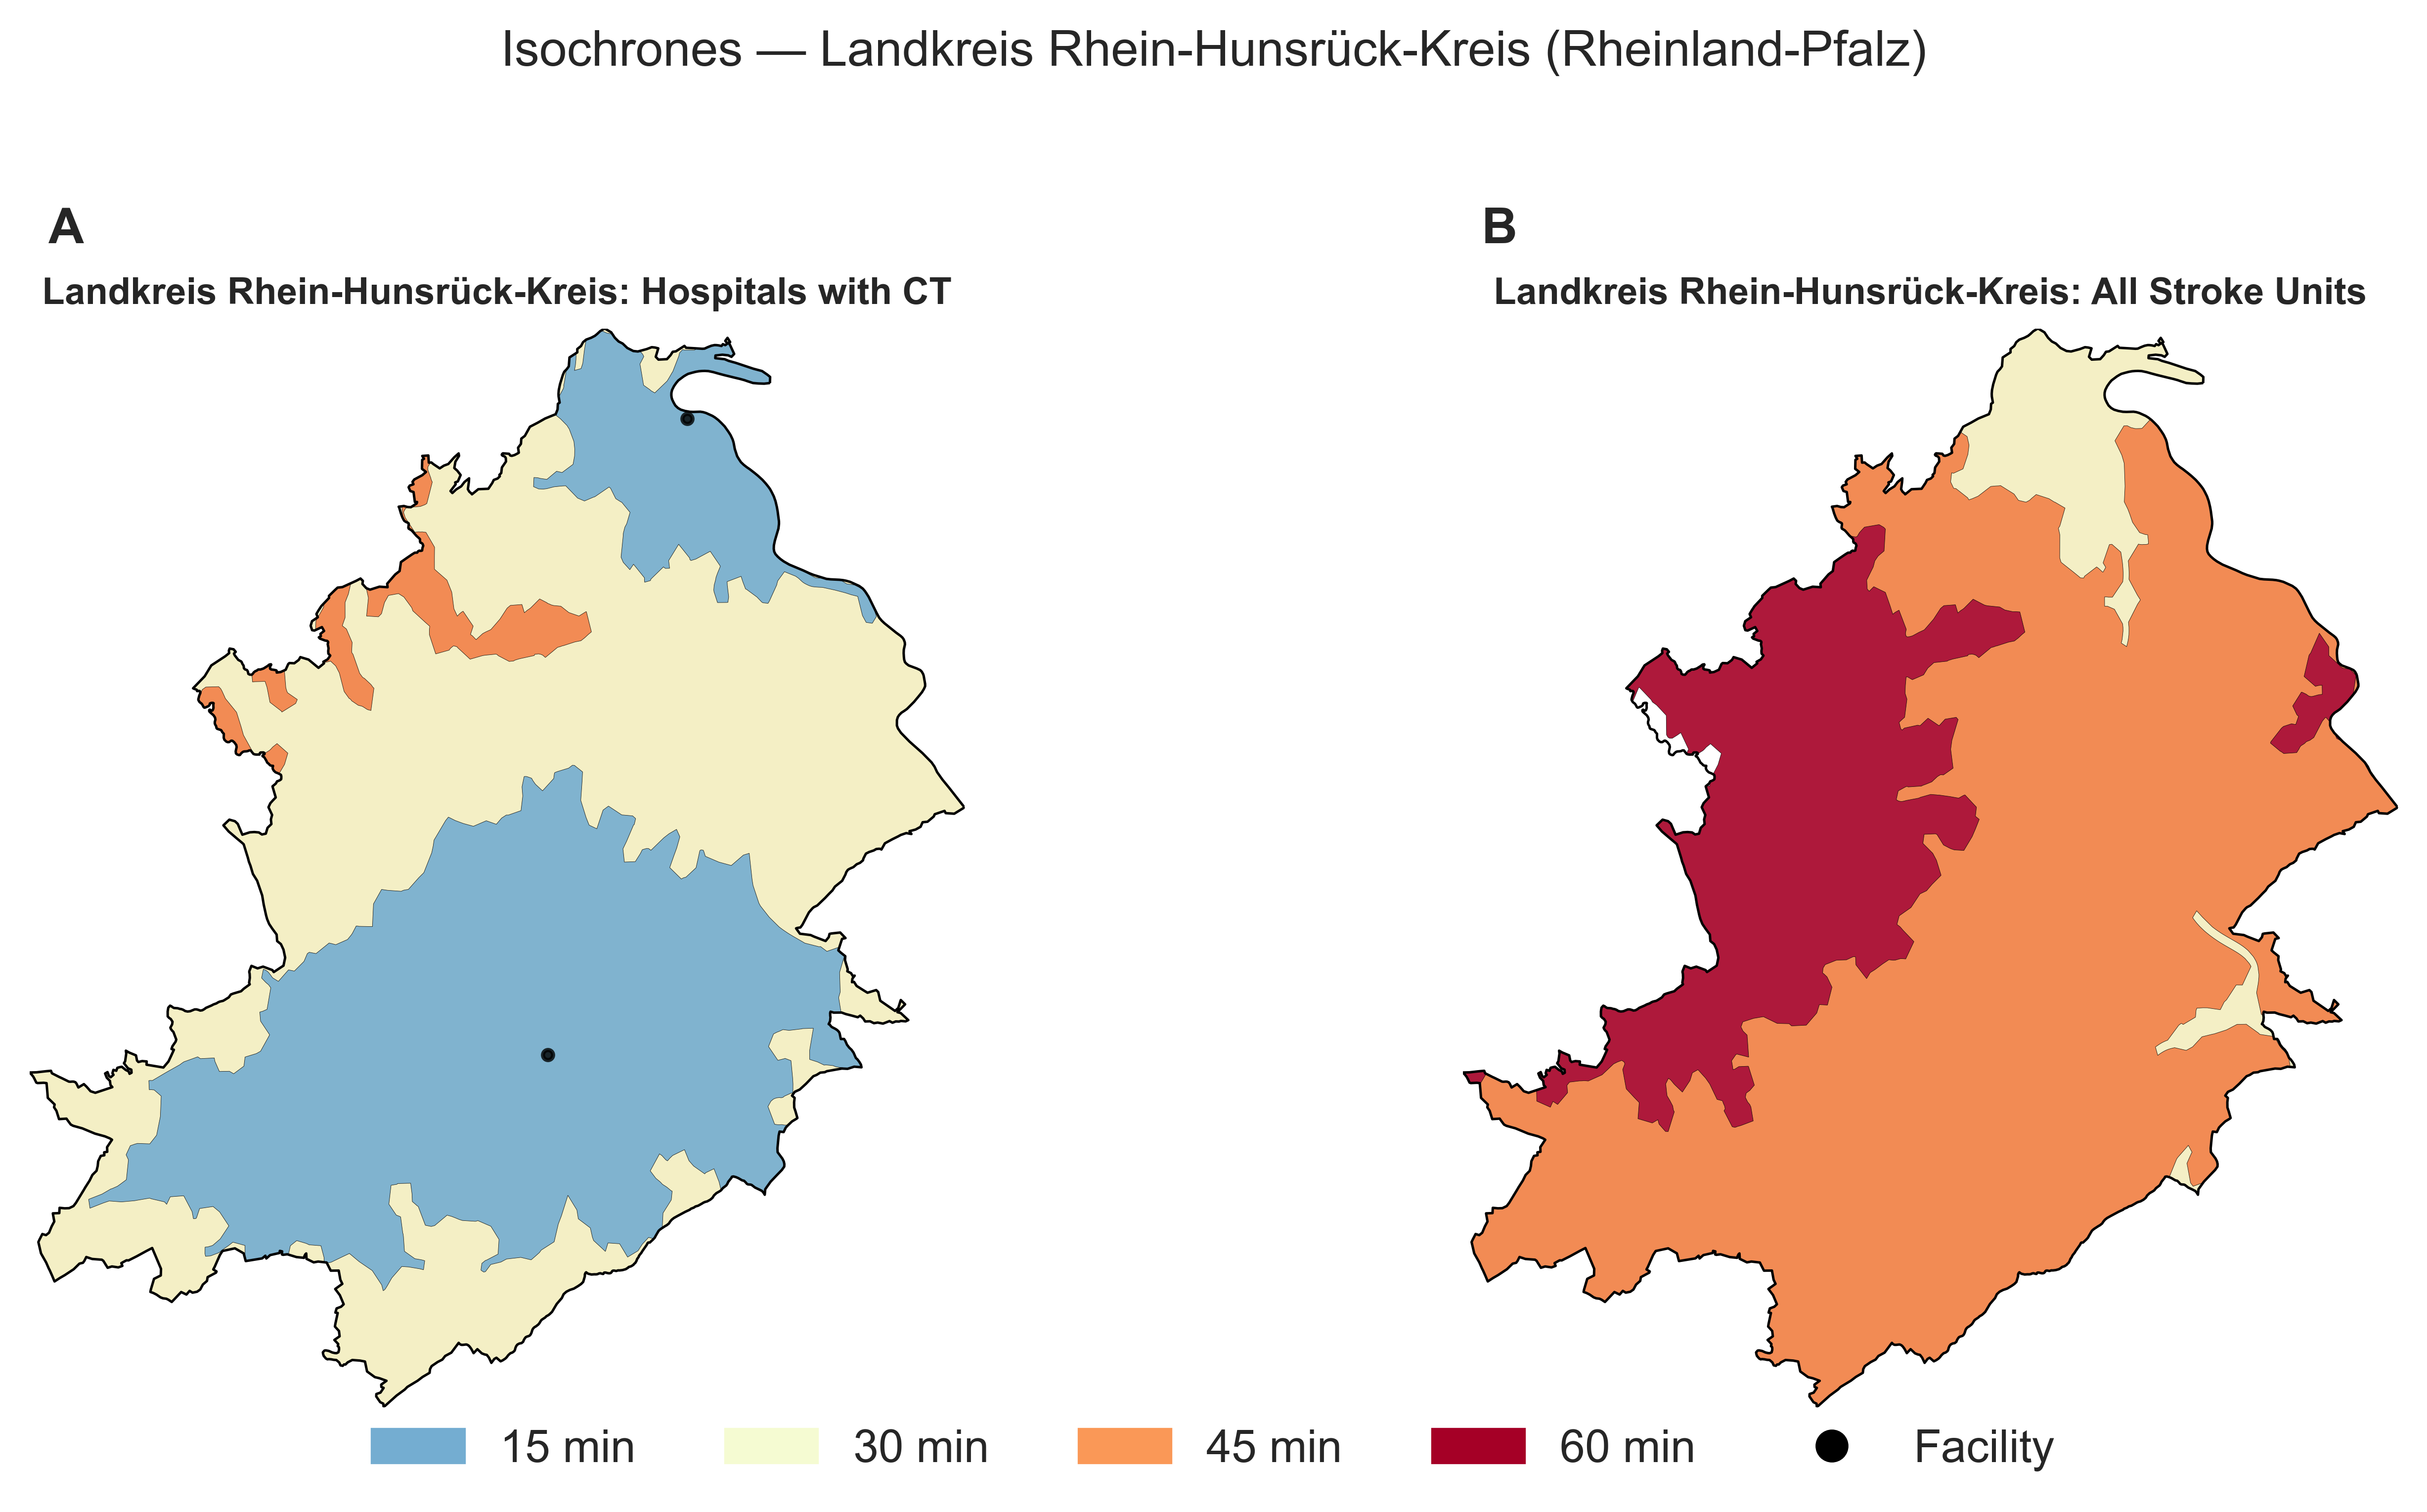 Isochrones — Landkreis Rhein-Hunsrück-Kreis (Rheinland-Pfalz)
A
Landkreis Rhein-Hunsrück-Kreis: Hospitals with CT
B
Landkreis Rhein-Hunsrück-Kreis: All Stroke Units
15 min
30 min
45 min
60 min
Facility